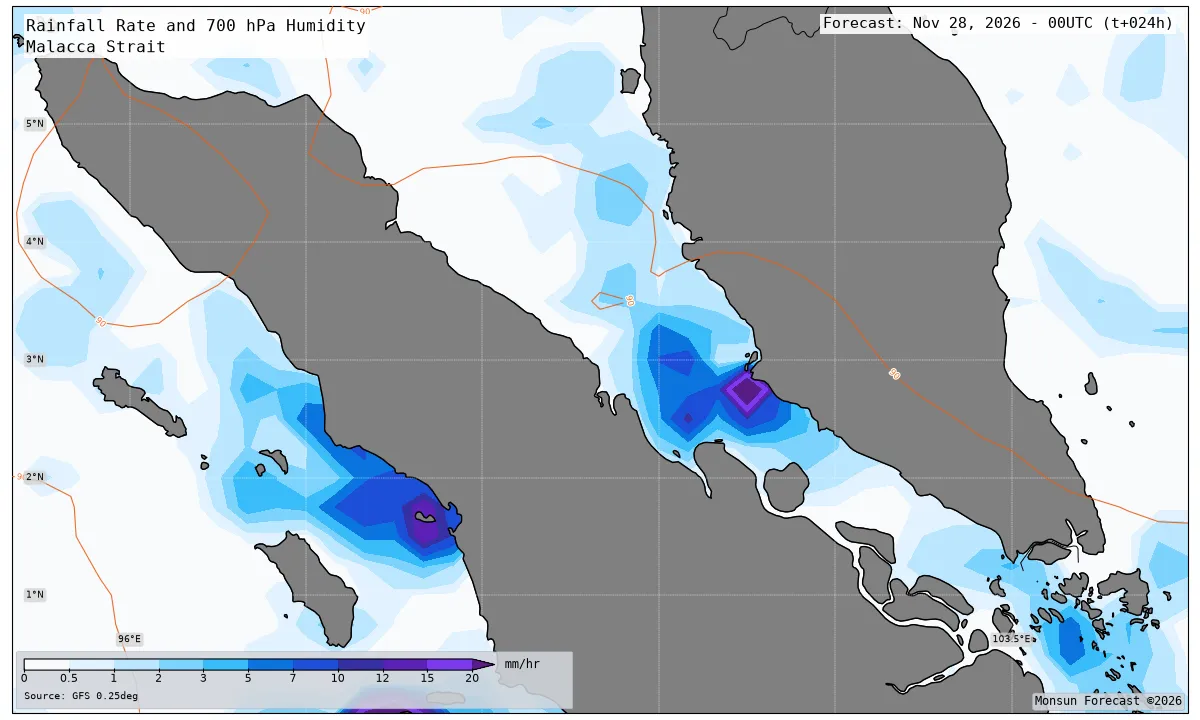 Rainfall Rate and 700 hPa Humidity
Malacca Strait
Forecast: Nov 28, 2026 - 00UTC (t+024h)
90
5°N
4°N
90
90
3°N
90
2°N
1°N
96°E
103.5°E
mm/hr
0 0.5 1 2 3 5 7 10 12 15 20
Source: GFS 0.25deg
Monsun Forecast ©2026